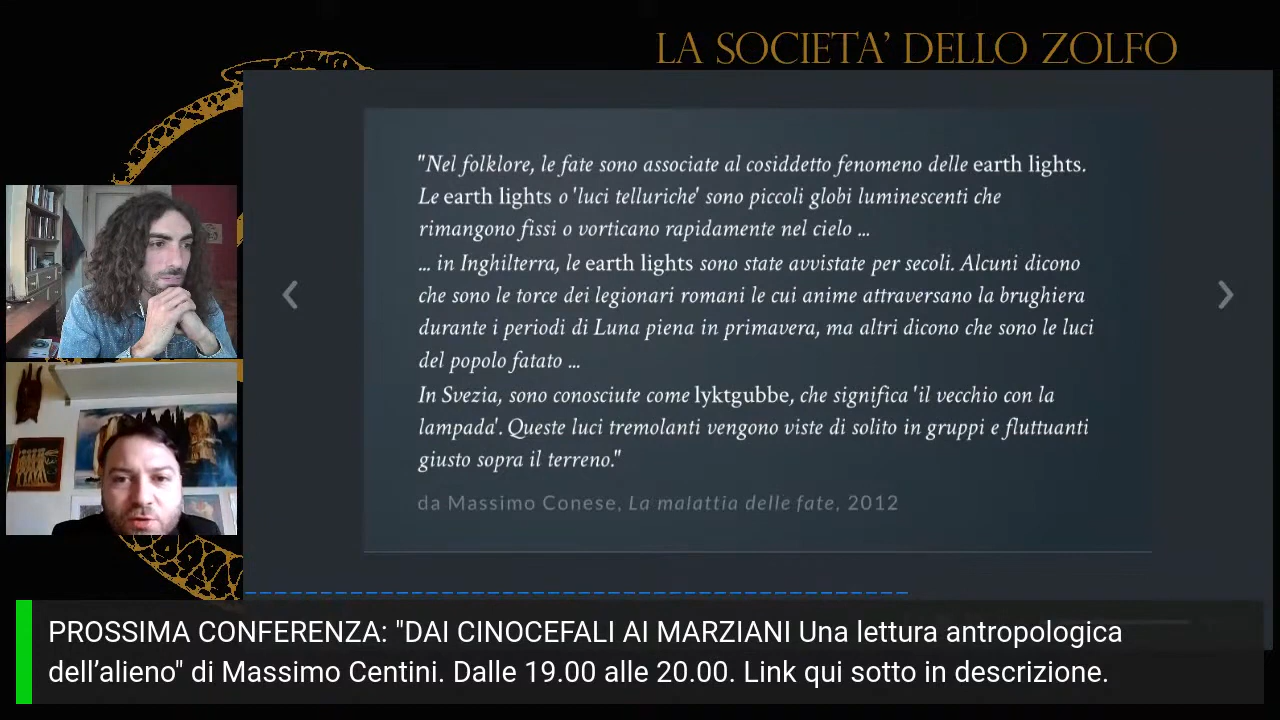 LA SOCIETA' DELLO ZOLFO
"Nel folklore, le fate sono associate al cosiddetto fenomeno delle earth lights.
Le earth lights o 'luci telluriche' sono piccoli globi luminescenti che
rimangono fissi o vorticano rapidamente nel cielo ...
... in Inghilterra, le earth lights sono state avvistate per secoli. Alcuni dicono
che sono le torce dei legionari romani le cui anime attraversano la brughiera
durante i periodi di Luna piena in primavera, ma altri dicono che sono le luci
del popolo fatato ...
In Svezia, sono conosciute come lyktgubbe, che significa 'il vecchio con la
lampada'. Queste luci tremolanti vengono viste di solito in gruppi e fluttuanti
giusto sopra il terreno."
da Massimo Conese, La malattia delle fate, 2012
PROSSIMA CONFERENZA: "DAI CINOCEFALI AI MARZIANI Una lettura antropologica
dell’alieno" di Massimo Centini. Dalle 19.00 alle 20.00. Link qui sotto in descrizione.